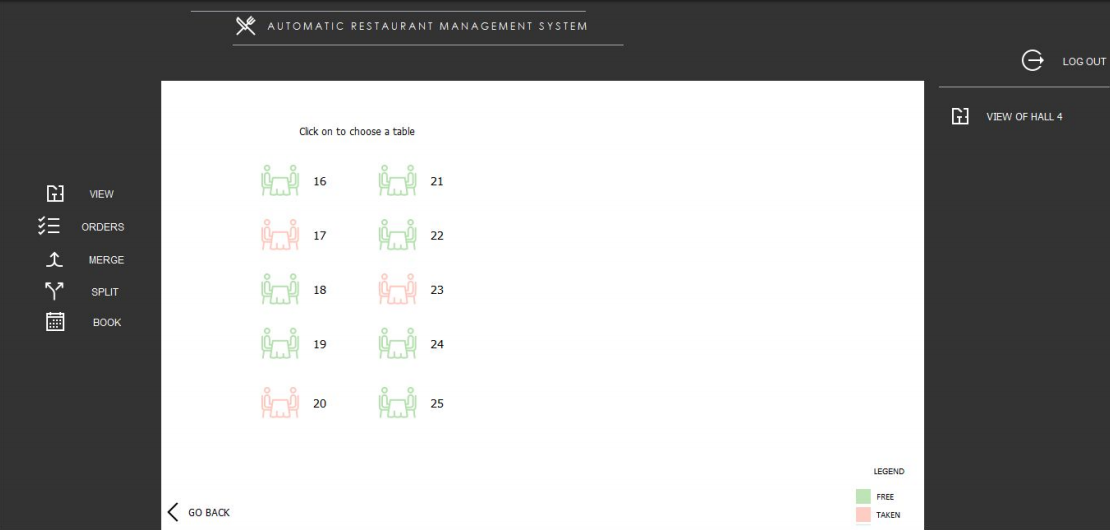 AUTOMATIC RESTAURANT MANAGEMENT SYSTEM
LOG OUT
VIEW OF HALL 4
Click on to choose a table
16 21
17 22
18 23
19 24
20 25
VIEW
ORDERS
MERGE
SPLIT
BOOK
LEGEND
FREE
TAKEN
GO BACK